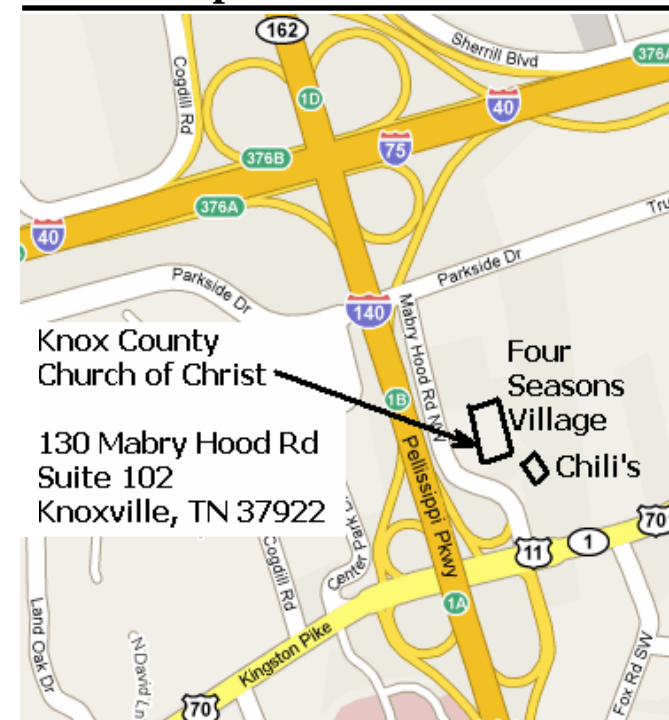 162
Sherrill Blvd
376A
Cogdill Rd
1D
40
376B
75
376A
40
Parkside Dr
Parkside Dr
140
Mabry Hood Rd NW
Knox County
Church of Christ
130 Mabry Hood Rd
Suite 102
Knoxville, TN 37922
Four
Seasons
Village
Chili's
1B
Pellissippi Pkwy
70
11
1
Cogdill Rd
Center Park
1A
Land Oak Dr
N David Ln
Kingston Pike
Fox Rd SW
70